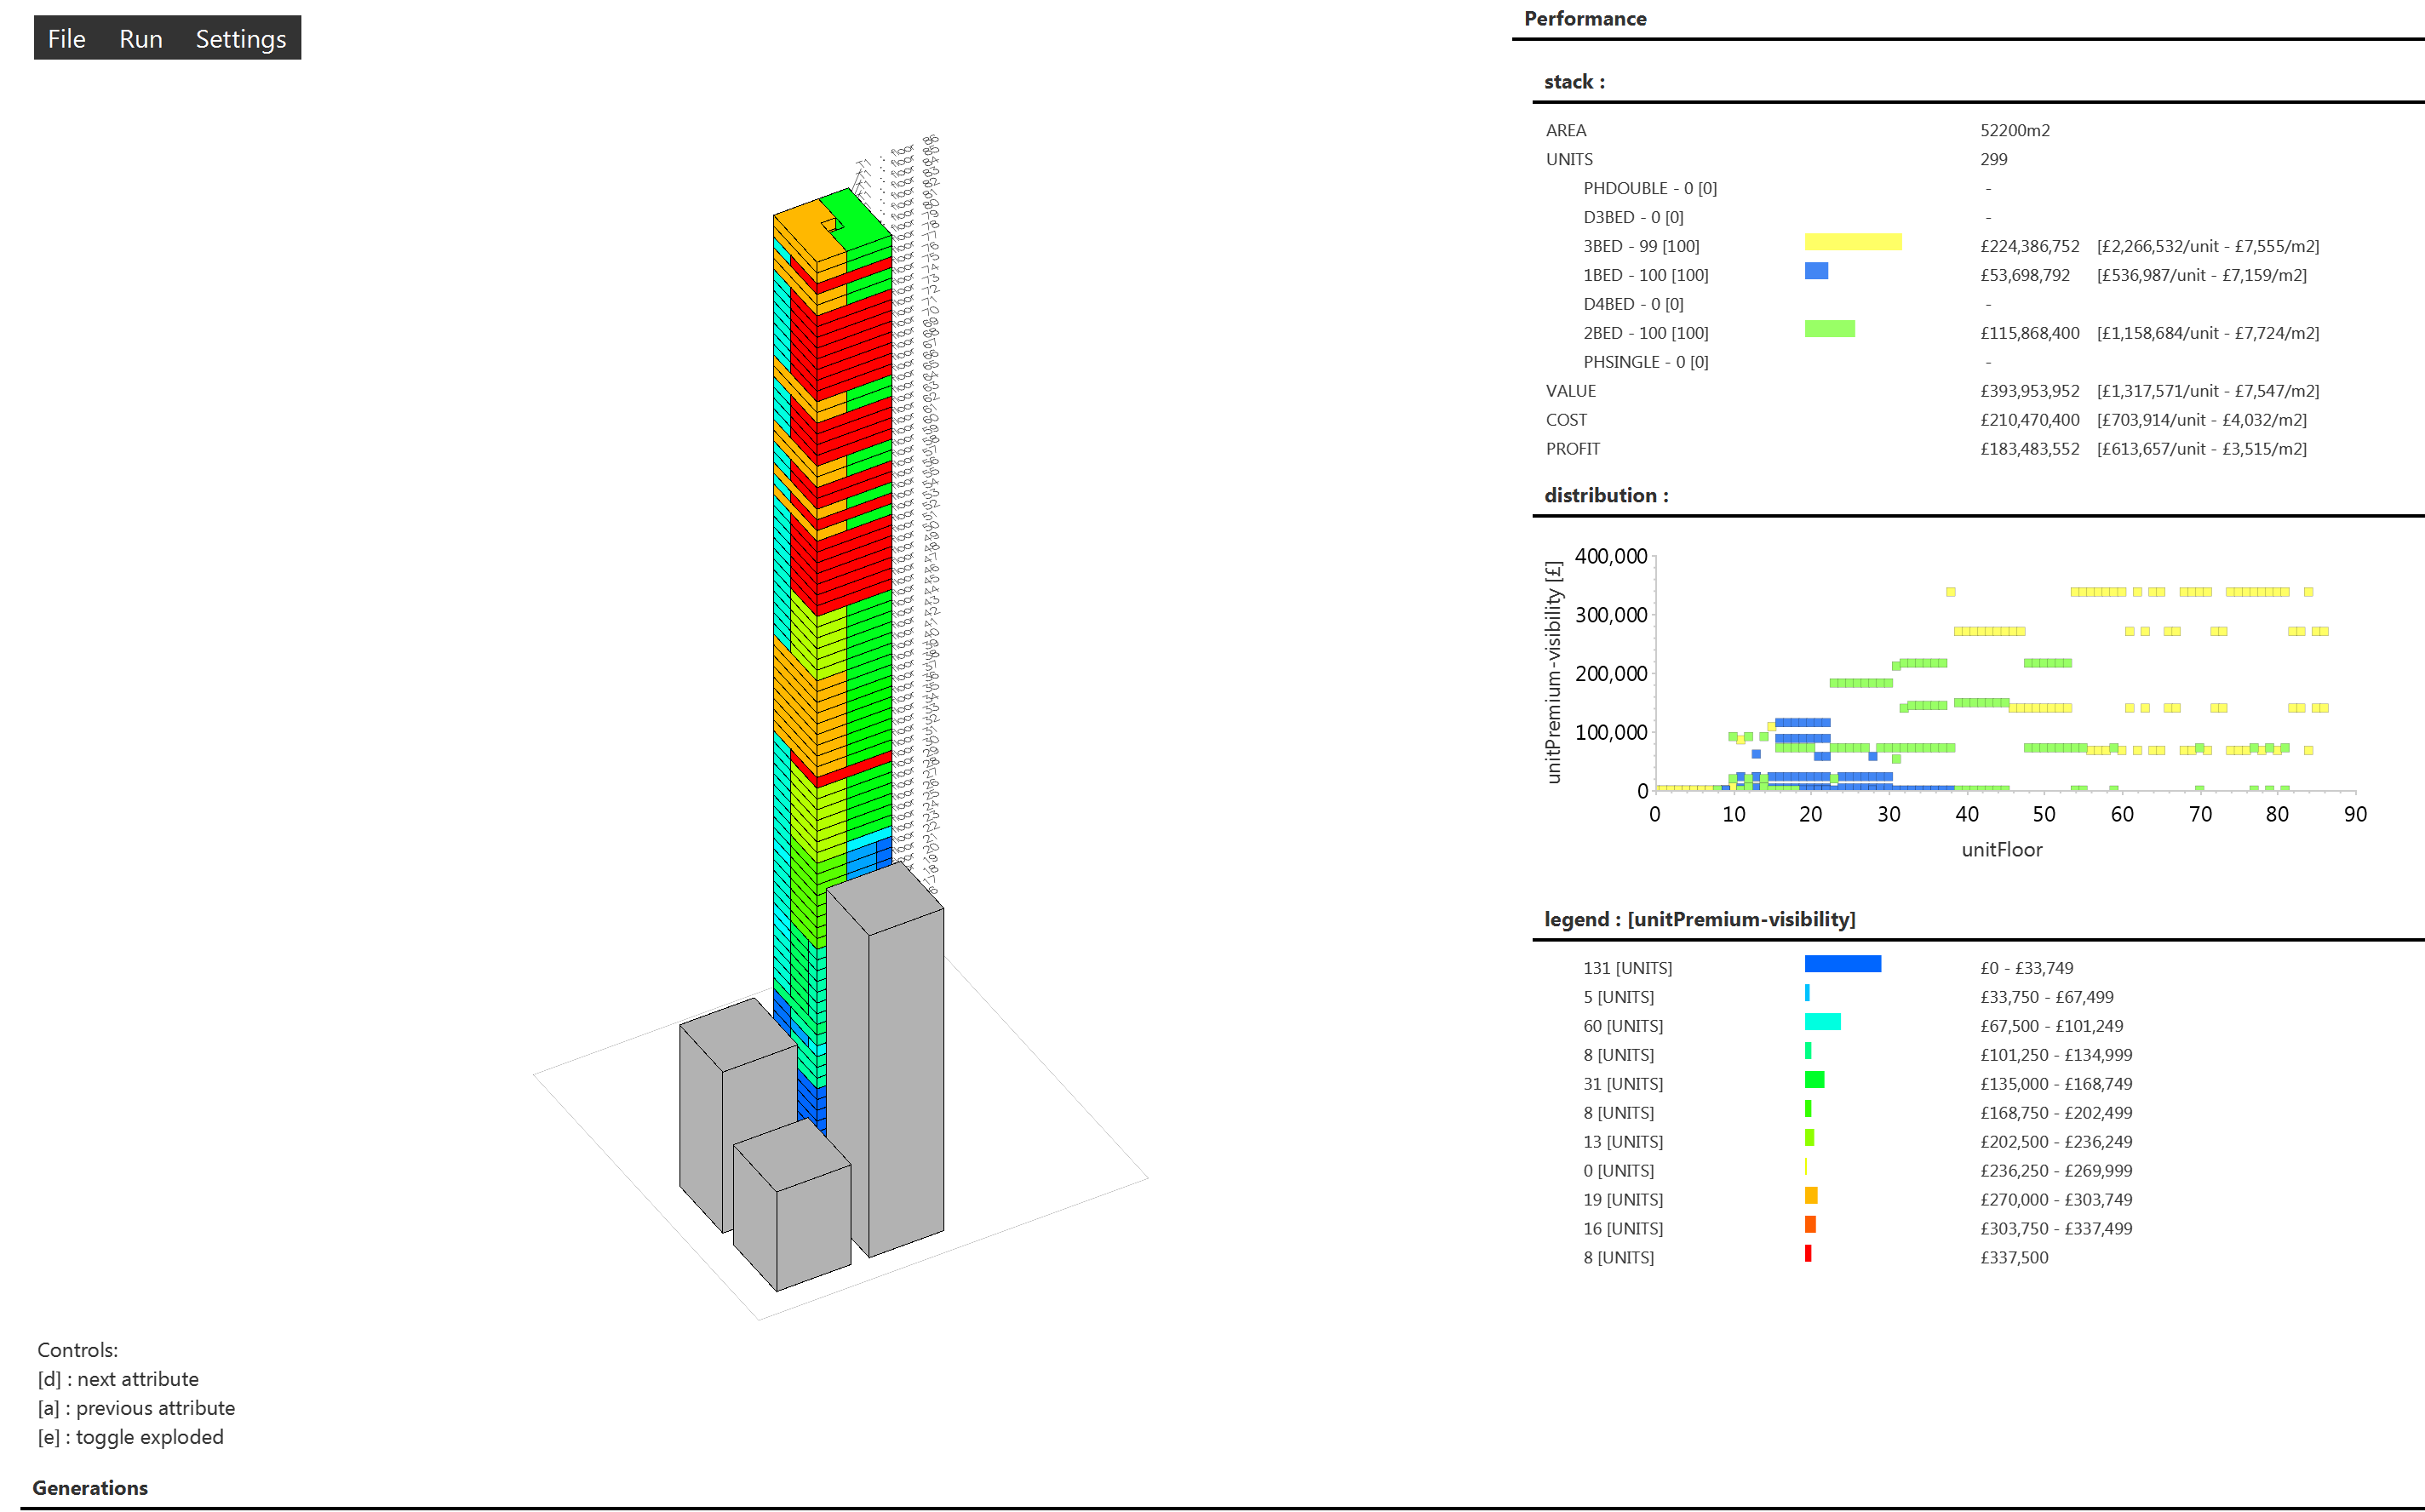 File Run Settings
Performance
stack :
AREA 52200m2
UNITS 299
PHDOUBLE - 0 [0] -
D3BED - 0 [0] -
3BED - 99 [100] £224,386,752 [£2,266,532/unit - £7,555/m2]
1BED - 100 [100] £53,698,792 [£536,987/unit - £7,159/m2]
D4BED - 0 [0] -
2BED - 100 [100] £115,868,400 [£1,158,684/unit - £7,724/m2]
PHSINGLE - 0 [0] -
VALUE £393,953,952 [£1,317,571/unit - £7,547/m2]
COST £210,470,400 [£703,914/unit - £4,032/m2]
PROFIT £183,483,552 [£613,657/unit - £3,515/m2]
distribution :
unitPremium-visibility [£]
400,000
300,000
200,000
100,000
0
0 10 20 30 40 50 60 70 80 90
unitFloor
legend : [unitPremium-visibility]
131 [UNITS] £0 - £33,749
5 [UNITS] £33,750 - £67,499
60 [UNITS] £67,500 - £101,249
8 [UNITS] £101,250 - £134,999
31 [UNITS] £135,000 - £168,749
8 [UNITS] £168,750 - £202,499
13 [UNITS] £202,500 - £236,249
0 [UNITS] £236,250 - £269,999
19 [UNITS] £270,000 - £303,749
16 [UNITS] £303,750 - £337,499
8 [UNITS] £337,500
Controls:
[d] : next attribute
[a] : previous attribute
[e] : toggle exploded
Generations